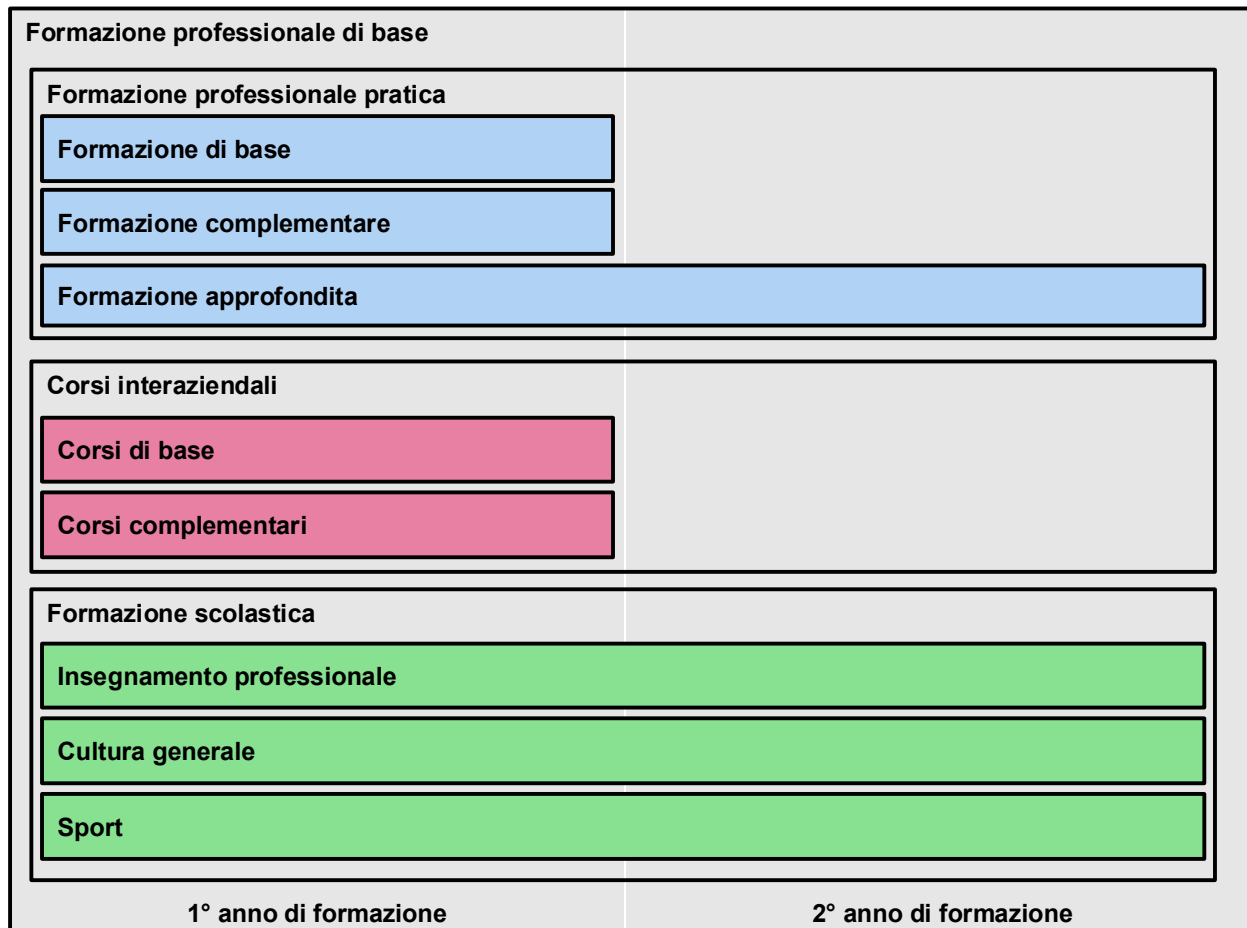 Formazione professionale di base
Formazione professionale pratica
Formazione di base
Formazione complementare
Formazione approfondita
Corsi interaziendali
Corsi di base
Corsi complementari
Formazione scolastica
Insegnamento professionale
Cultura generale
Sport
1° anno di formazione
2° anno di formazione